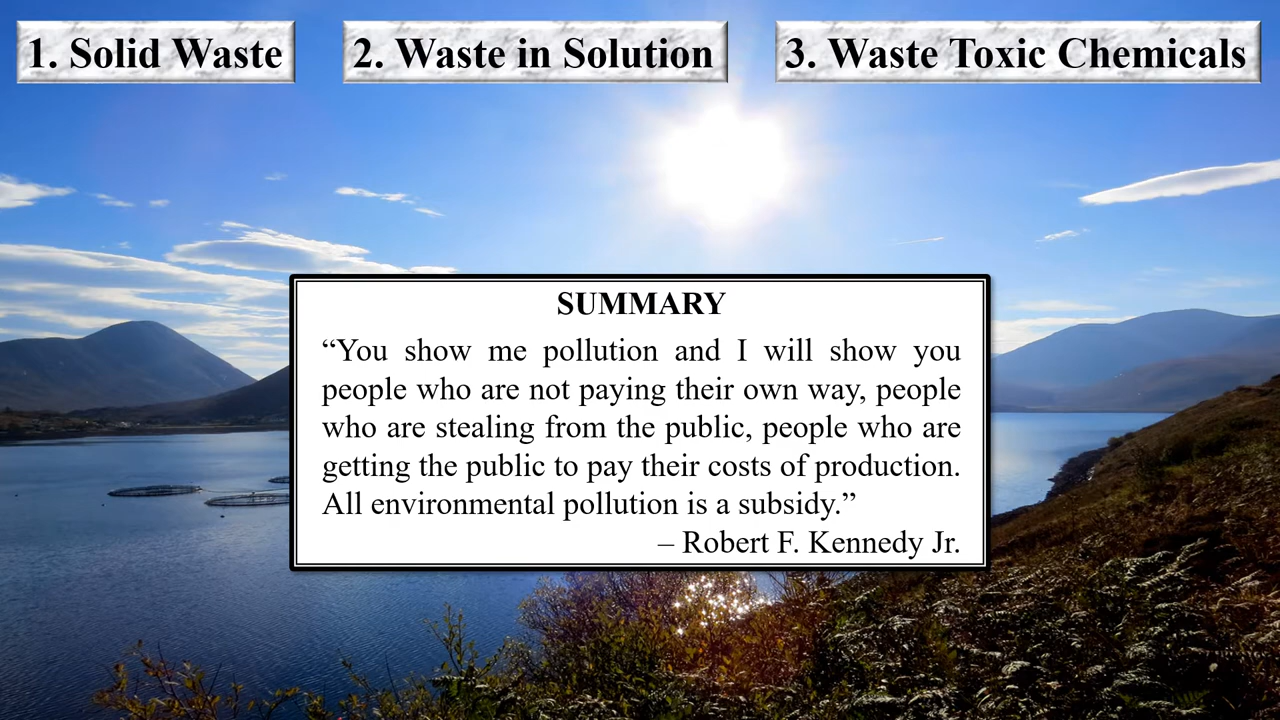 1. Solid Waste
2. Waste in Solution
3. Waste Toxic Chemicals
SUMMARY
“You show me pollution and I will show you
people who are not paying their own way, people
who are stealing from the public, people who are
getting the public to pay their costs of production.
All environmental pollution is a subsidy.”
– Robert F. Kennedy Jr.